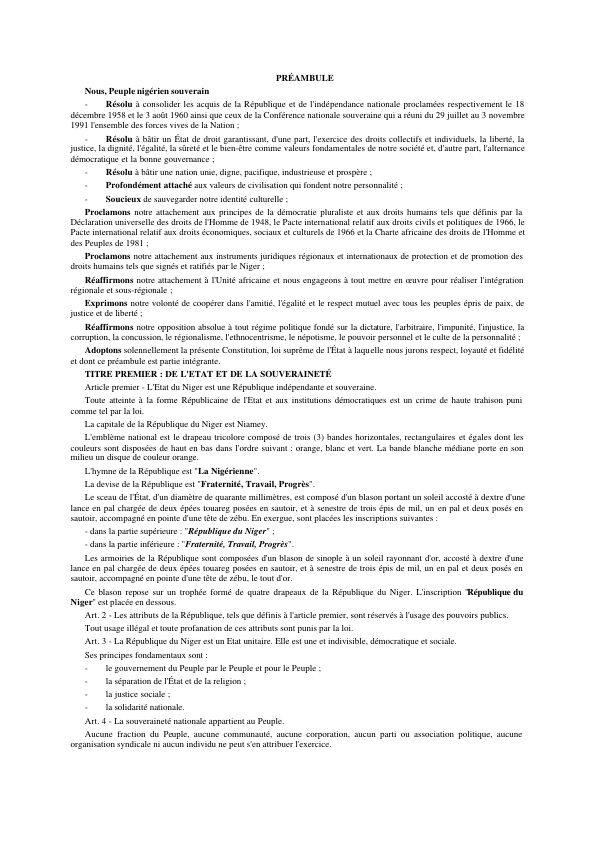 PRÉAMBULE
Nous, Peuple nigérien souverain
- Résolu à consolider les acquis de la République et de l'indépendance nationale proclamées respectivement le 18
décembre 1958 et le 3 août 1960 ainsi que ceux de la Conférence nationale souveraine qui a réuni du 29 juillet au 3 novembre
1991 l'ensemble des forces vives de la Nation ;
- Résolu à bâtir un État de droit garantissant, d'une part, l'exercice des droits collectifs et individuels, la liberté, la
justice, la dignité, l'égalité, la sûreté et le bien-être comme valeurs fondamentales de notre société et, d'autre part, l'alternance
démocratique et la bonne gouvernance ;
- Résolu à bâtir une nation unie, digne, pacifique, industrieuse et prospère ;
- Profondément attaché aux valeurs de civilisation qui fondent notre personnalité ;
- Soucieux de sauvegarder notre identité culturelle ;
Proclamons notre attachement aux principes de la démocratie pluraliste et aux droits humains tels que définis par la
Déclaration universelle des droits de l'Homme de 1948, le Pacte international relatif aux droits civils et politiques de 1966, le
Pacte international relatif aux droits économiques, sociaux et culturels de 1966 et la Charte africaine des droits de l'Homme et
des Peuples de 1981 ;
Proclamons notre attachement aux instruments juridiques régionaux et internationaux de protection et de promotion des
droits humains tels que signés et ratifiés par le Niger ;
Réaffirmons notre attachement à l'Unité africaine et nous engageons à tout mettre en œuvre pour réaliser l'intégration
régionale et sous-régionale ;
Exprimons notre volonté de coopérer dans l'amitié, l'égalité et le respect mutuel avec tous les peuples épris de paix, de
justice et de liberté ;
Réaffirmons notre opposition absolue à tout régime politique fondé sur la dictature, l'arbitraire, l'impunité, l'injustice, la
corruption, la concussion, le régionalisme, l'ethnocentrisme, le népotisme, le pouvoir personnel et le culte de la personnalité ;
Adoptons solennellement la présente Constitution, loi suprême de l'État à laquelle nous jurons respect, loyauté et fidélité
et dont ce préambule est partie intégrante.
TITRE PREMIER : DE L'ETAT ET DE LA SOUVERAINETÉ
Article premier - L'Etat du Niger est une République indépendante et souveraine.
Toute atteinte à la forme Républicaine de l'Etat et aux institutions démocratiques est un crime de haute trahison puni
comme tel par la loi.
La capitale de la République du Niger est Niamey.
L'emblème national est le drapeau tricolore composé de trois (3) bandes horizontales, rectangulaires et égales dont les
couleurs sont disposées de haut en bas dans l'ordre suivant : orange, blanc et vert. La bande blanche médiane porte en son
milieu un disque de couleur orange.
L'hymne de la République est "La Nigérienne".
La devise de la République est "Fraternité, Travail, Progrès".
Le sceau de l'État, d'un diamètre de quarante millimètres, est composé d'un blason portant un soleil accosté à dextre d'une
lance en pal chargée de deux épées touareg posées en sautoir, et à senestre de trois épis de mil, un en pal et deux posés en
sautoir, accompagné en pointe d'une tête de zébu. En exergue, sont placées les inscriptions suivantes :
- dans la partie supérieure : "République du Niger" ;
- dans la partie inférieure : "Fraternité, Travail, Progrès".
Les armoiries de la République sont composées d'un blason de sinople à un soleil rayonnant d'or, accosté à dextre d'une
lance en pal chargée de deux épées touareg posées en sautoir, et à senestre de trois épis de mil, un en pal et deux posés en
sautoir, accompagné en pointe d'une tête de zébu, le tout d'or.
Ce blason repose sur un trophée formé de quatre drapeaux de la République du Niger. L'inscription "République du
Niger" est placée en dessous.
Art. 2 - Les attributs de la République, tels que définis à l'article premier, sont réservés à l'usage des pouvoirs publics.
Tout usage illégal et toute profanation de ces attributs sont punis par la loi.
Art. 3 - La République du Niger est un Etat unitaire. Elle est une et indivisible, démocratique et sociale.
Ses principes fondamentaux sont :
- le gouvernement du Peuple par le Peuple et pour le Peuple ;
- la séparation de l'État et de la religion ;
- la justice sociale ;
- la solidarité nationale.
Art. 4 - La souveraineté nationale appartient au Peuple.
Aucune fraction du Peuple, aucune communauté, aucune corporation, aucun parti ou association politique, aucune
organisation syndicale ni aucun individu ne peut s'en attribuer l'exercice.